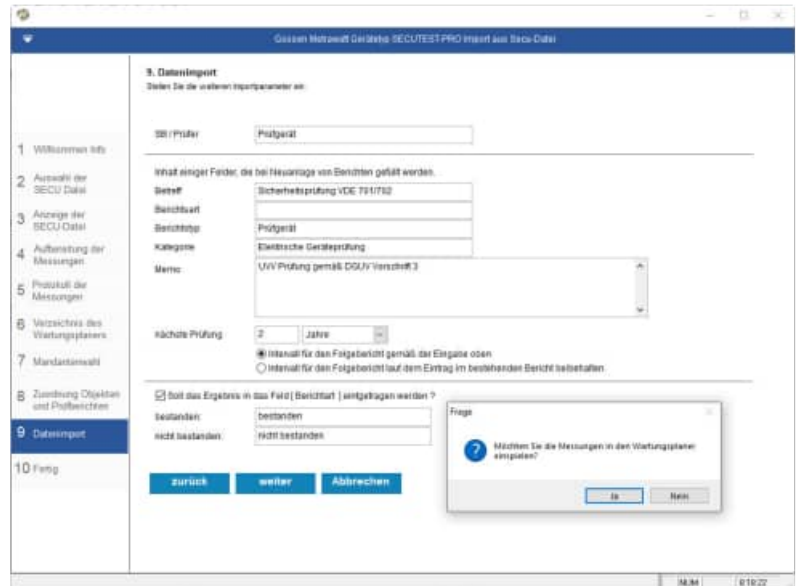 Gossen Metrawatt Gerätetyp SECUTEST-PRO Import aus Secu-Datei
9. Datenimport
Stellen Sie die weiteren Importparameter ein:
SB / Prüfer
Prüfgerät
Inhalt einiger Felder, die bei Neuanlage von Berichten gefüllt werden.
Betreff
Sicherheitsprüfung VDE 701/702
Berichtsart
Berichtstyp
Prüfgerät
Kategorie
Elektrische Geräteprüfung
Memo
UVV Prüfung gemäß DGUV Vorschrift 3
nächste Prüfung
2
Jahre
Intervall für den Folgebericht gemäß der Eingabe oben
Intervall für den Folgebericht laut dem Eintrag im bestehenden Bericht beibehalten
Soll das Ergebnis in das Feld [ Berichtart ] eintgetragen werden ?
bestanden:
bestanden
nicht bestanden:
nicht bestanden
zurück
weiter
Abbrechen
1 Willkommen Info
2 Auswahl der
SECU Datei
3 Anzeige der
SECU-Datei
4 Aufbereitung der
Messungen
5 Protokoll der
Messungen
6 Verzeichnis des
Wartungsplaners
7 Mandantenwahl
8 Zuordnung Objekten
und Prüfberichten
9 Datenimport
10 Fertig
Frage
Möchten Sie die Messungen in den Wartungsplaner
einspielen?
Ja
Nein
NUM